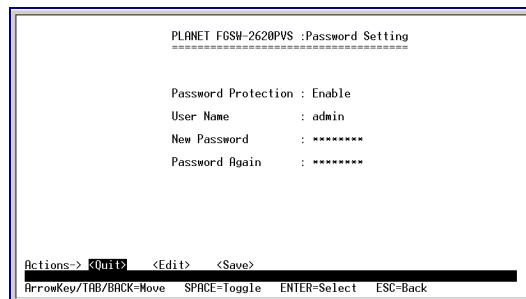 PLANET FGSW-2620PVS :Password Setting
=====================================
Password Protection : Enable
User Name : admin
New Password : ********
Password Again : ********
Actions-> <Quit> <Edit> <Save>
ArrowKey/TAB/BACK=Move SPACE=Toggle ENTER=Select ESC=Back